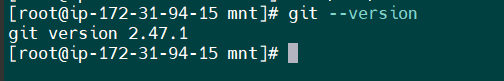 [root@ip-172-31-94-15 mnt]# git --version
git version 2.47.1
[root@ip-172-31-94-15 mnt]#